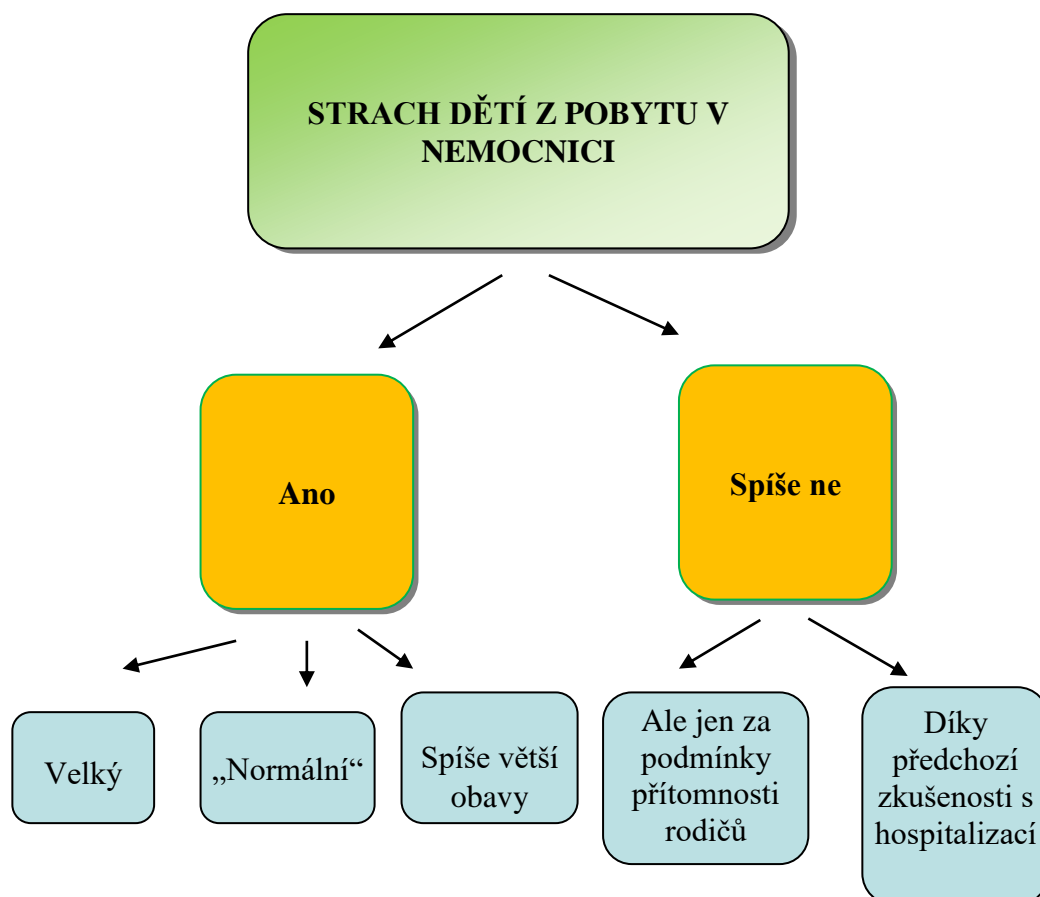 STRACH DĚTÍ Z POBYTU V
NEMOCNICI
Ano
Spíše ne
Velký
„Normální“
Spíše větší
obavy
Ale jen za
podmínky
přítomnosti
rodičů
Díky
předchozí
zkušenosti s
hospitalizací